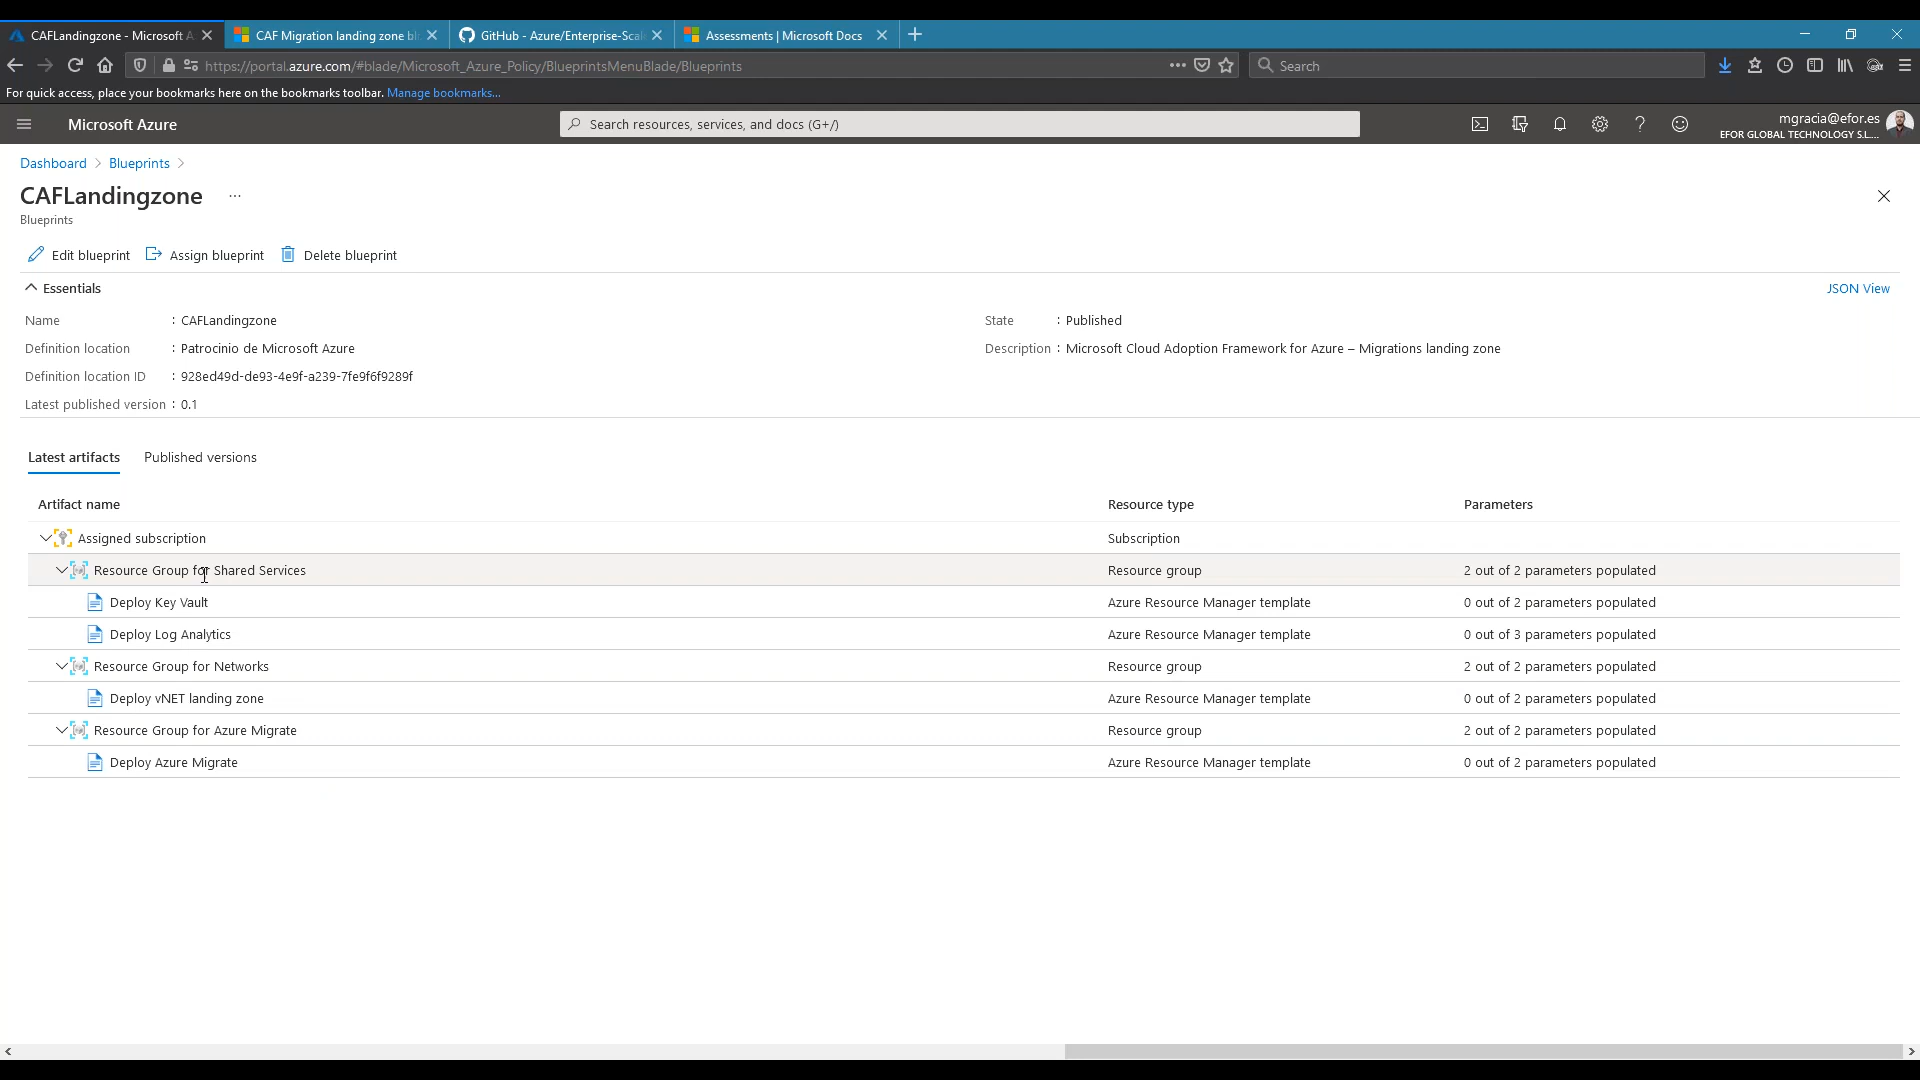 CAFLandingzone - Microsoft A
CAF Migration landing zone bl
GitHub - Azure/Enterprise-Scal
Assessments | Microsoft Docs
https://portal.azure.com/#blade/Microsoft_Azure_Policy/BlueprintsMenuBlade/Blueprints
Search
For quick access, place your bookmarks here on the bookmarks toolbar. Manage bookmarks...
Microsoft Azure
Search resources, services, and docs (G+/)
mgracia@efor.es
EFOR GLOBAL TECHNOLOGY S.L....
Dashboard > Blueprints >
CAFLandingzone ...
Blueprints
Edit blueprint Assign blueprint Delete blueprint
Essentials JSON View
Name : CAFLandingzone State : Published
Definition location : Patrocinio de Microsoft Azure Description : Microsoft Cloud Adoption Framework for Azure – Migrations landing zone
Definition location ID : 928ed49d-de93-4e9f-a239-7fe9f6f9289f
Latest published version : 0.1
Latest artifacts Published versions
Artifact name Resource type Parameters
Assigned subscription Subscription
Resource Group for Shared Services Resource group 2 out of 2 parameters populated
Deploy Key Vault Azure Resource Manager template 0 out of 2 parameters populated
Deploy Log Analytics Azure Resource Manager template 0 out of 3 parameters populated
Resource Group for Networks Resource group 2 out of 2 parameters populated
Deploy vNET landing zone Azure Resource Manager template 0 out of 2 parameters populated
Resource Group for Azure Migrate Resource group 2 out of 2 parameters populated
Deploy Azure Migrate Azure Resource Manager template 0 out of 2 parameters populated